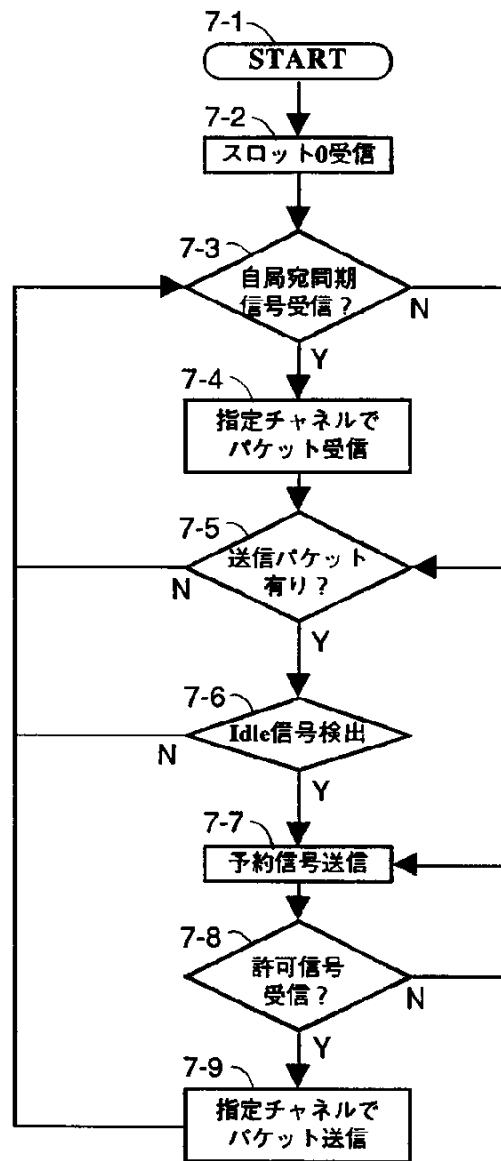 7-1
START
7-2
スロット0受信
7-3
自局宛同期
信号受信？
N
Y
7-4
指定チャネルで
パケット受信
7-5
送信パケット
有り？
N
Y
7-6
Idle信号検出
N
Y
7-7
予約信号送信
7-8
許可信号
受信？
N
Y
7-9
指定チャネルで
パケット送信